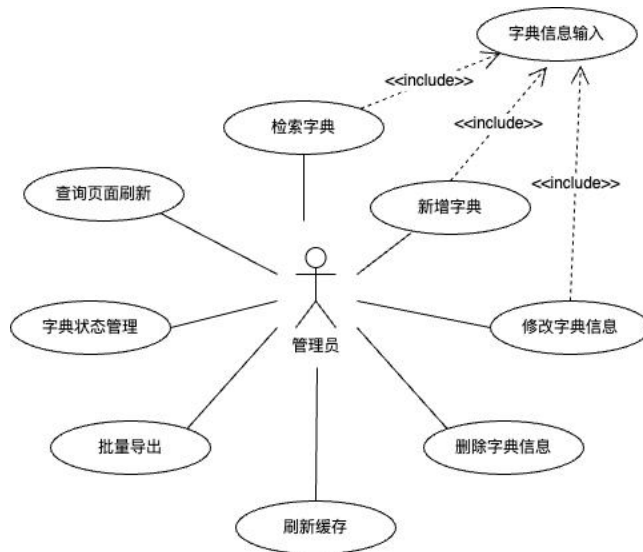 字典信息输入
<<include>>
检索字典
<<include>>
查询页面刷新
新增字典
<<include>>
字典状态管理
管理员
修改字典信息
批量导出
删除字典信息
刷新缓存